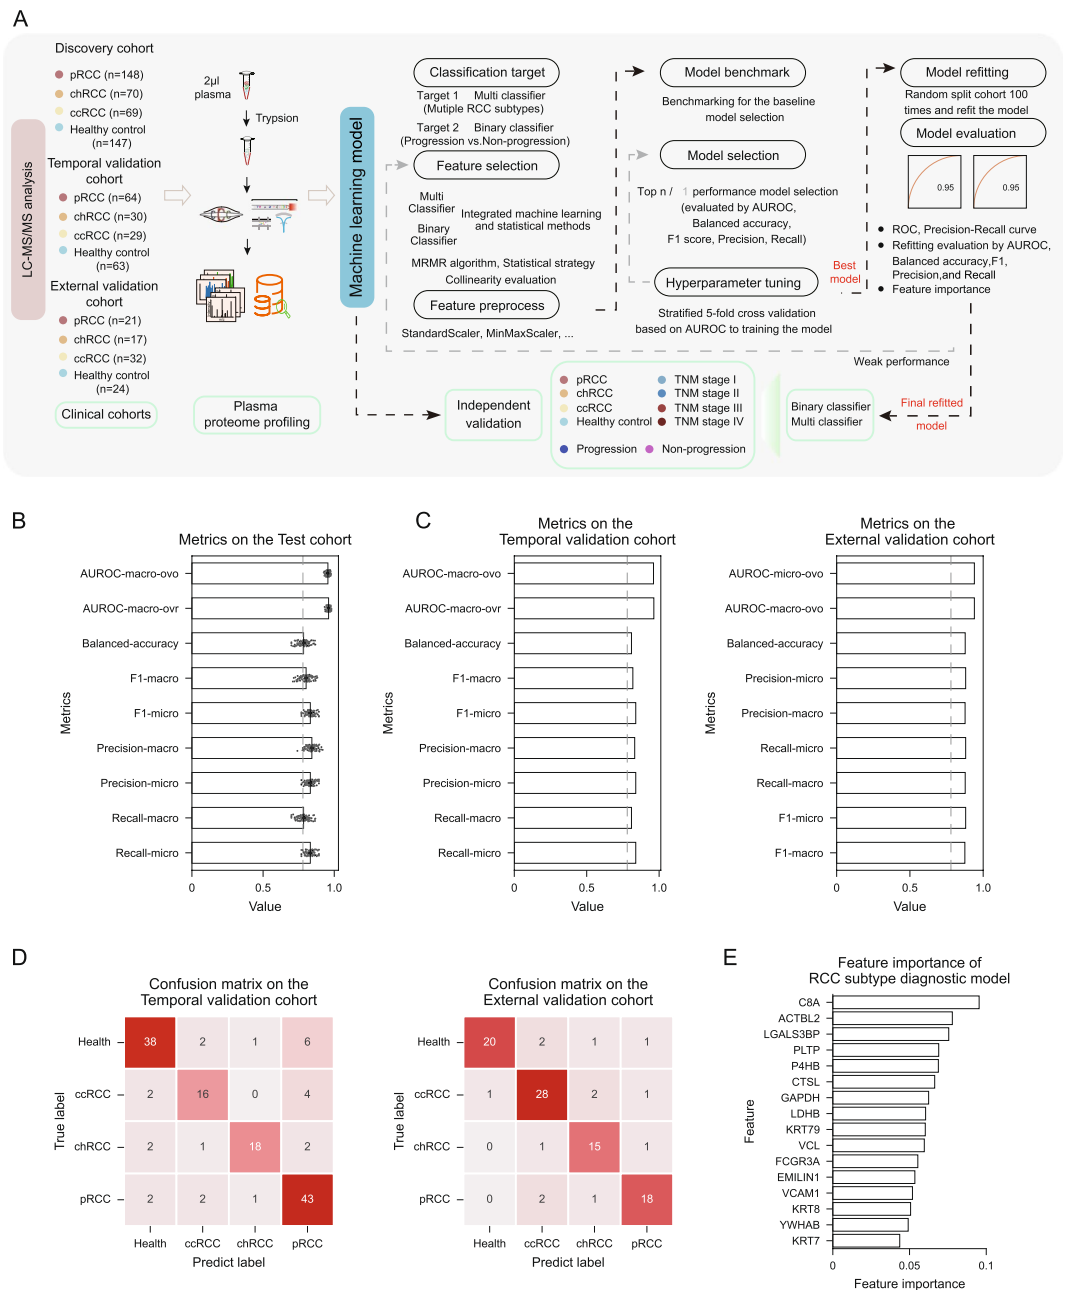 A
LC-MS/MS analysis
Discovery cohort
pRCC (n=148)
chRCC (n=70)
ccRCC (n=69)
Healthy control
(n=147)
Temporal validation
cohort
pRCC (n=64)
chRCC (n=30)
ccRCC (n=29)
Healthy control
(n=63)
External validation
cohort
pRCC (n=21)
chRCC (n=17)
ccRCC (n=32)
Healthy control
(n=24)
Clinical cohorts
2μl
plasma
Trypsion
Plasma
proteome profiling
Machine learning model
Classification target
Target 1 Multi classifier
(Mutiple RCC subtypes)
Target 2 Binary classifier
(Progression vs.Non-progression)
Feature selection
Multi
Classifier
Binary
Classifier
Integrated machine learning
and statistical methods
MRMR algorithm, Statistical strategy
Collinearity evaluation
Feature preprocess
StandardScaler, MinMaxScaler, ...
Model benchmark
Benchmarking for the baseline
model selection
Model selection
Top n / 1 performance model selection
(evaluated by AUROC,
Balanced accuracy,
F1 score, Precision, Recall)
Hyperparameter tuning
Stratified 5-fold cross validation
based on AUROC to training the model
Best
model
Model refitting
Random split cohort 100
times and refit the model
Model evaluation
0.95
0.95
ROC, Precision-Recall curve
Refitting evaluation by AUROC,
Balanced accuracy,F1,
Precision,and Recall
Feature importance
Weak performance
Independent
validation
pRCC
chRCC
ccRCC
Healthy control
TNM stage I
TNM stage II
TNM stage III
TNM stage IV
Progression
Non-progression
Binary classifier
Multi classifier
Final refitted
model
B
Metrics on the Test cohort
Metrics
AUROC-macro-ovo
AUROC-macro-ovr
Balanced-accuracy
F1-macro
F1-micro
Precision-macro
Precision-micro
Recall-macro
Recall-micro
0 0.5 1.0
Value
C
Metrics on the
Temporal validation cohort
Metrics
AUROC-macro-ovo
AUROC-macro-ovr
Balanced-accuracy
F1-macro
F1-micro
Precision-macro
Precision-micro
Recall-macro
Recall-micro
0 0.5 1.0
Value
Metrics on the
External validation cohort
Metrics
AUROC-micro-ovo
AUROC-macro-ovo
Balanced-accuracy
Precision-micro
Precision-macro
Recall-micro
Recall-macro
F1-micro
F1-macro
0 0.5 1.0
Value
D
Confusion matrix on the
Temporal validation cohort
True label
Health 38 2 1 6
ccRCC 2 16 0 4
chRCC 2 1 18 2
pRCC 2 2 1 43
Health ccRCC chRCC pRCC
Predict label
Confusion matrix on the
External validation cohort
True label
Health 20 2 1 1
ccRCC 1 28 2 1
chRCC 0 1 15 1
pRCC 0 2 1 18
Health ccRCC chRCC pRCC
Predict label
E
Feature importance of
RCC subtype diagnostic model
Feature
C8A
ACTBL2
LGALS3BP
PLTP
P4HB
CTSL
GAPDH
LDHB
KRT79
VCL
FCGR3A
EMILIN1
VCAM1
KRT8
YWHAB
KRT7
0 0.05 0.1
Feature importance